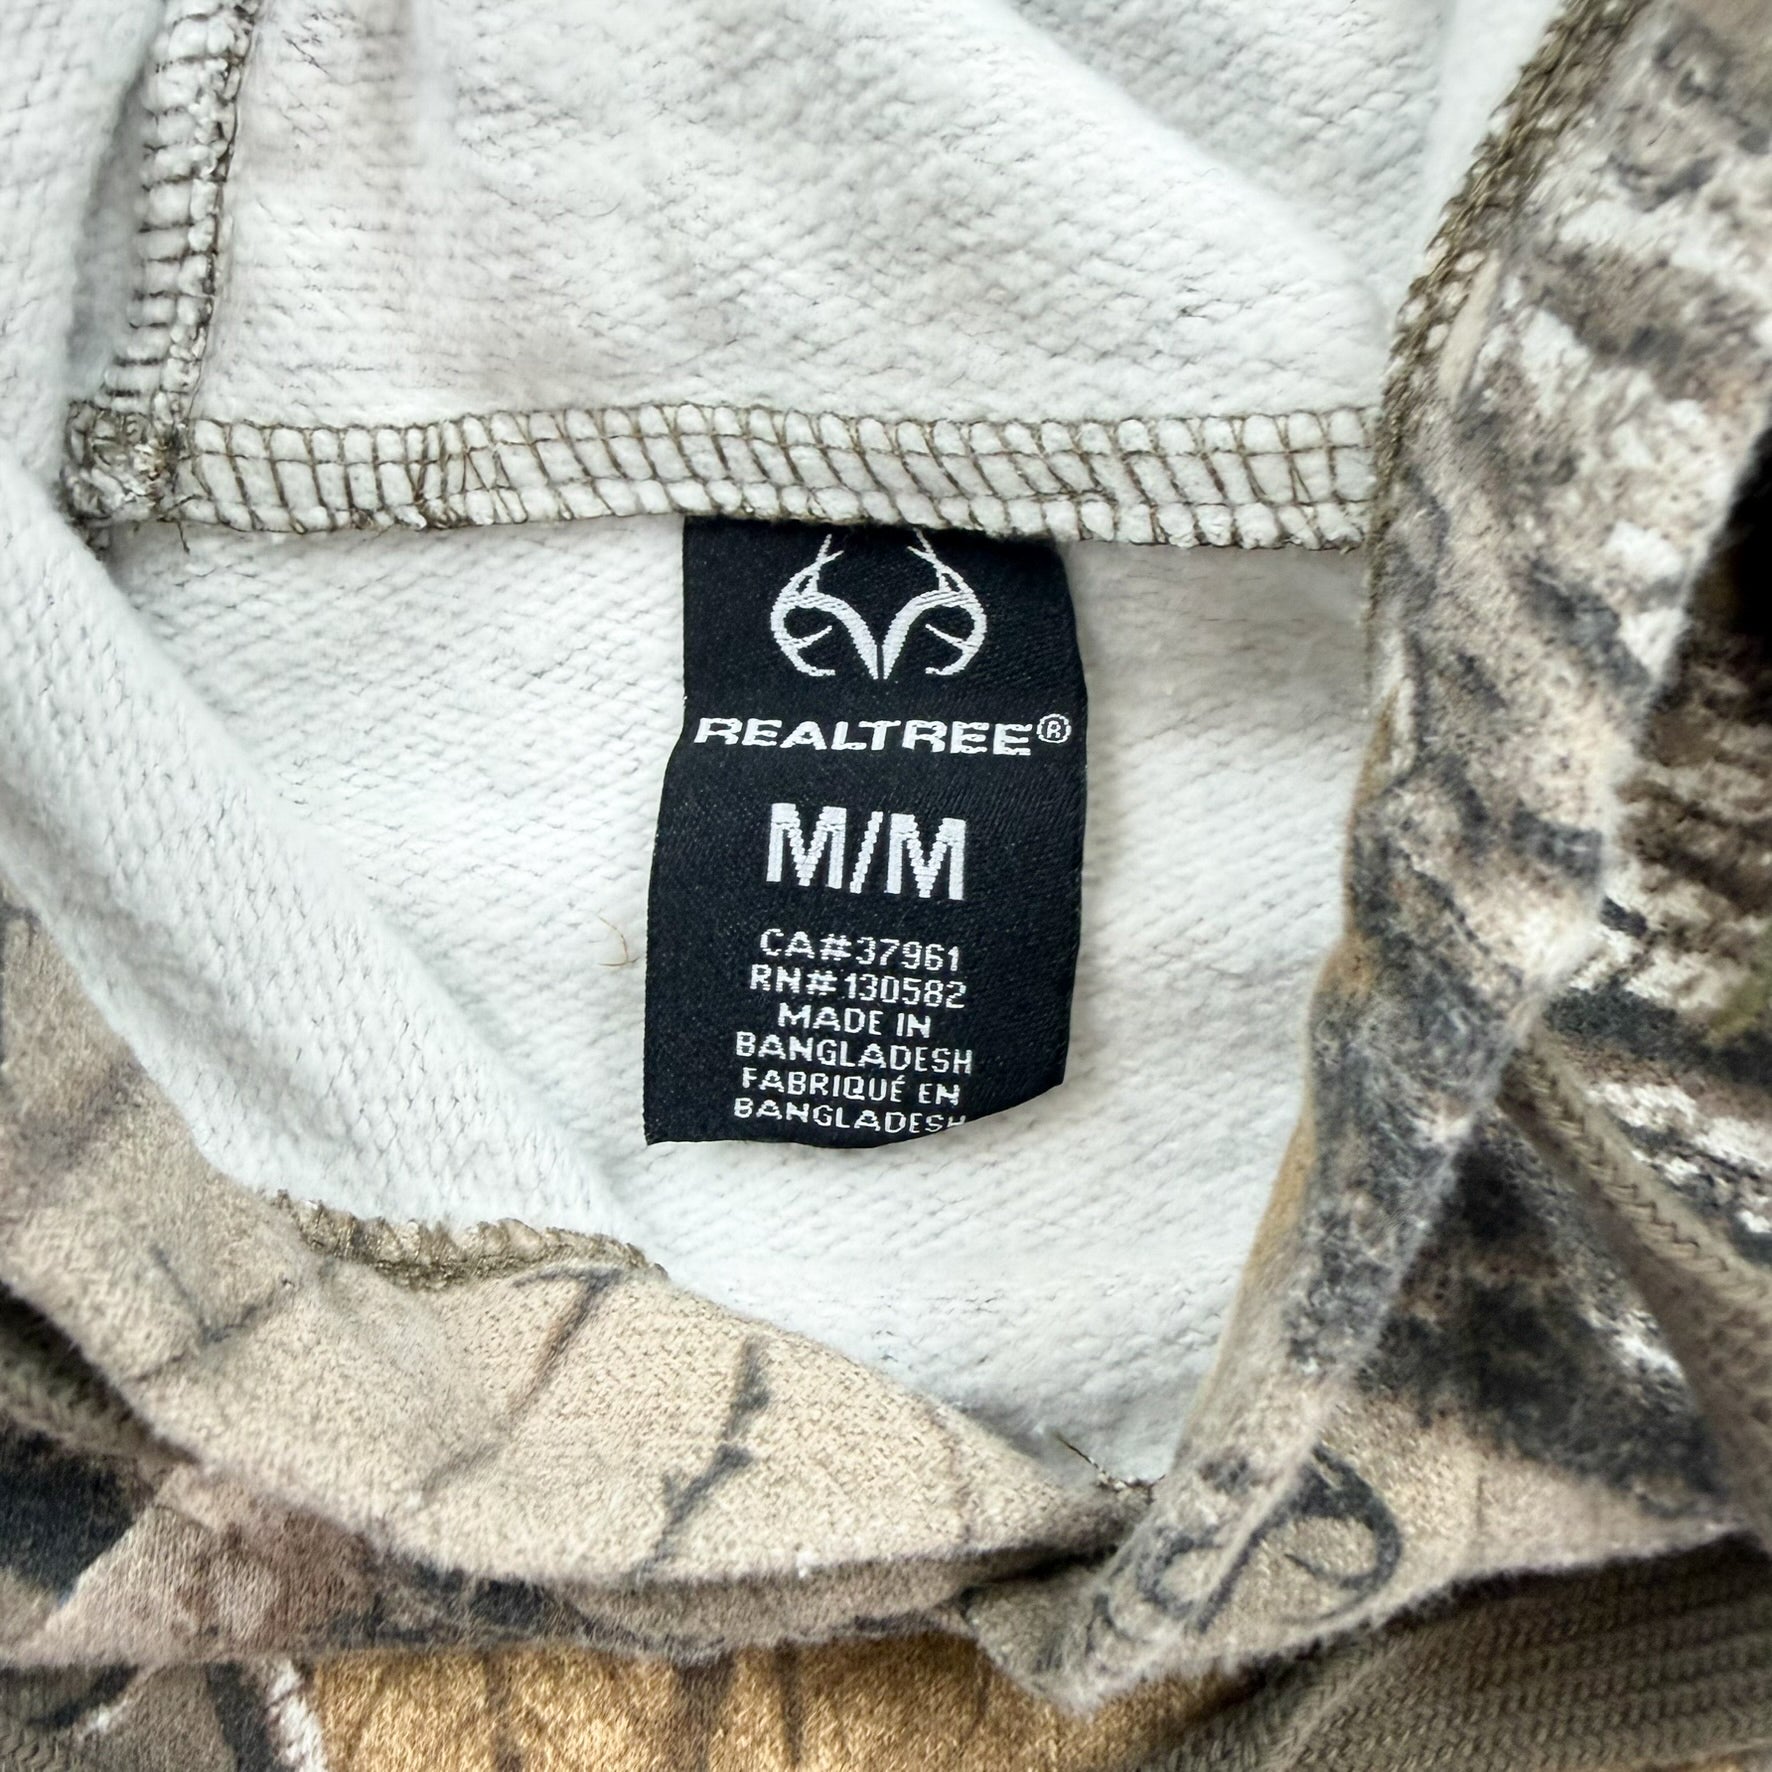 REALTREE®
M/M
CA#37961
RN#130582
MADE IN
BANGLADESH
FABRIQUÉ EN
BANGLADESH